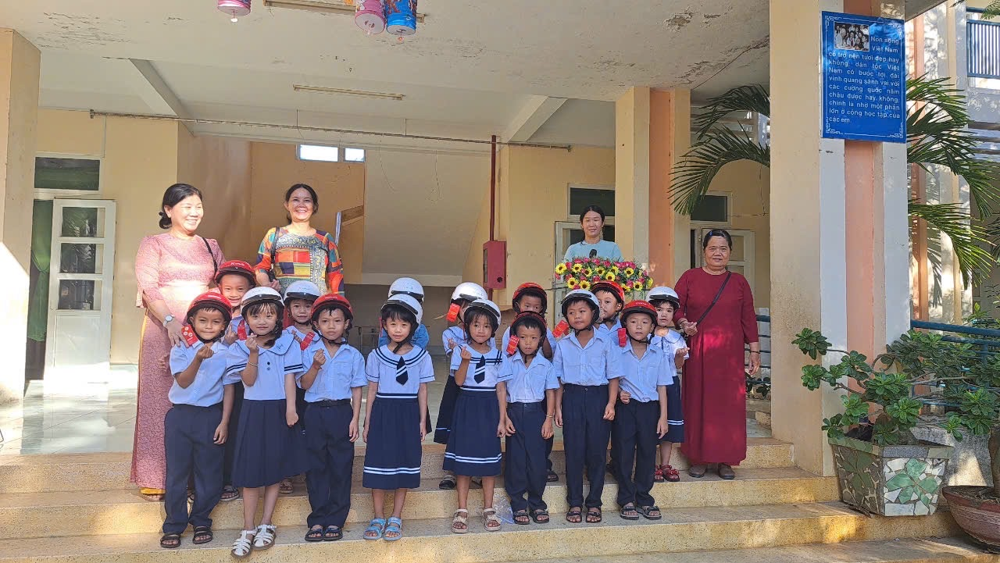 Non sông
Việt Nam
có trở nên tươi đẹp hay
không, dân tộc Việt
Nam có bước lới đài
vinh quang sánh vai với
các cường quốc năm
châu được hay không,
chính là nhờ một phần
lớn ở công học tập của
các em.